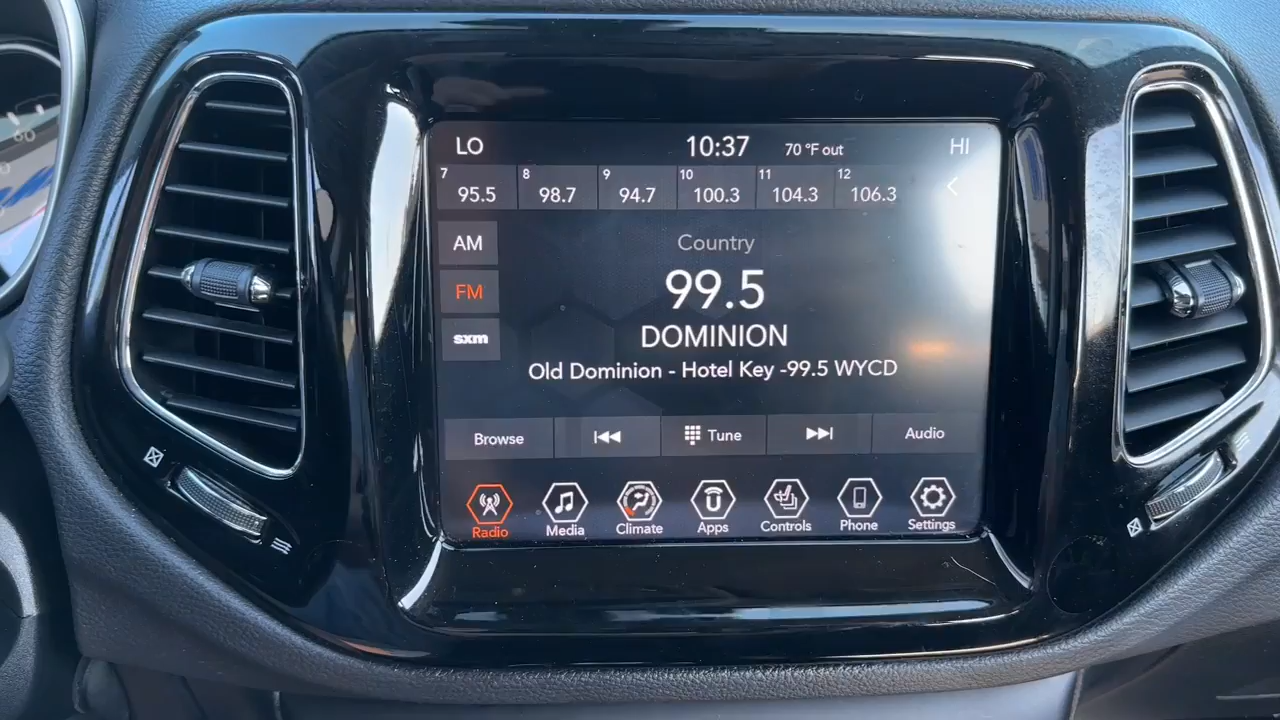 LO 10:37 70 °F out HI
7 95.5 8 98.7 9 94.7 10 100.3 11 104.3 12 106.3
AM
Country
FM
99.5
sxm
DOMINION
Old Dominion - Hotel Key -99.5 WYCD
Browse Tune Audio
Radio Media Climate Apps Controls Phone Settings